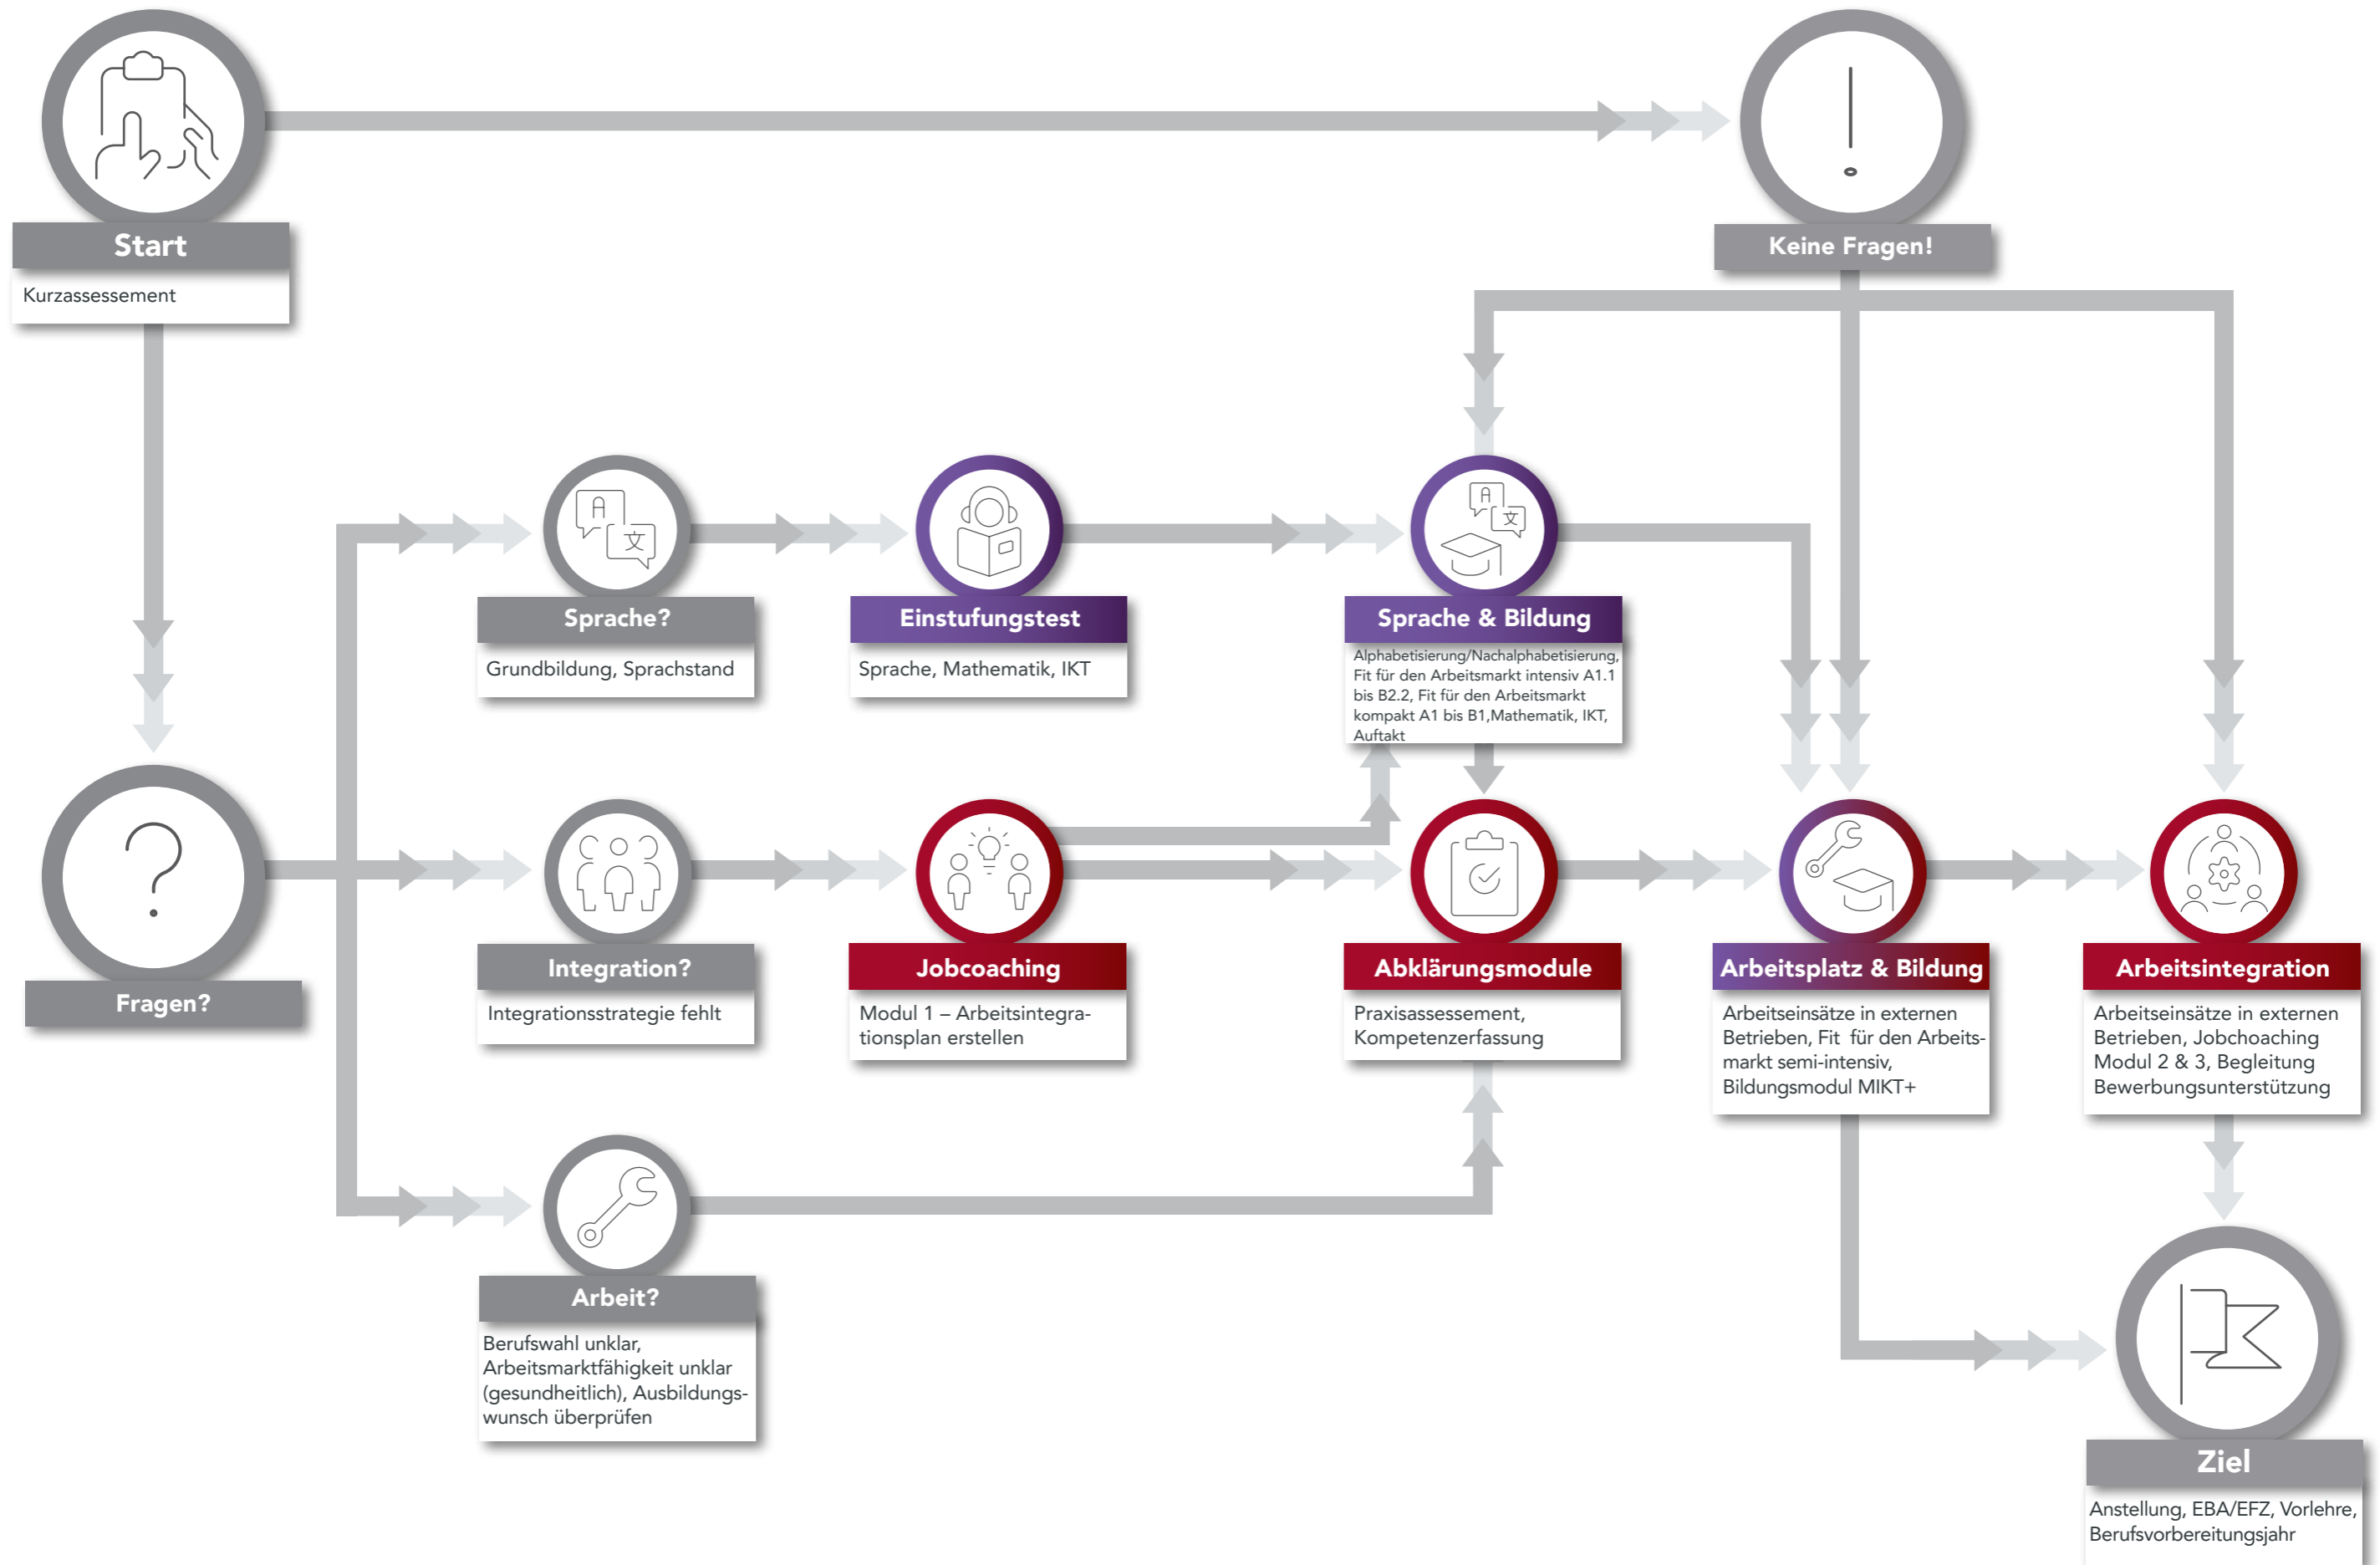 Start
Kurzassessement
Keine Fragen!
A
文
Sprache?
Grundbildung, Sprachstand
Einstufungstest
Sprache, Mathematik, IKT
A
文
Sprache & Bildung
Alphabetisierung/Nachalphabetisierung,
Fit für den Arbeitsmarkt intensiv A1.1
bis B2.2, Fit für den Arbeitsmarkt
kompakt A1 bis B1,Mathematik, IKT,
Auftakt
Fragen?
Integration?
Integrationsstrategie fehlt
Jobcoaching
Modul 1 – Arbeitsintegra-
tionsplan erstellen
Abklärungsmodule
Praxisassessement,
Kompetenzerfassung
Arbeitsplatz & Bildung
Arbeitseinsätze in externen
Betrieben, Fit für den Arbeits-
markt semi-intensiv,
Bildungsmodul MIKT+
Arbeitsintegration
Arbeitseinsätze in externen
Betrieben, Jobchoaching
Modul 2 & 3, Begleitung
Bewerbungsunterstützung
Arbeit?
Berufswahl unklar,
Arbeitsmarktfähigkeit unklar
(gesundheitlich), Ausbildungs-
wunsch überprüfen
Ziel
Anstellung, EBA/EFZ, Vorlehre,
Berufsvorbereitungsjahr